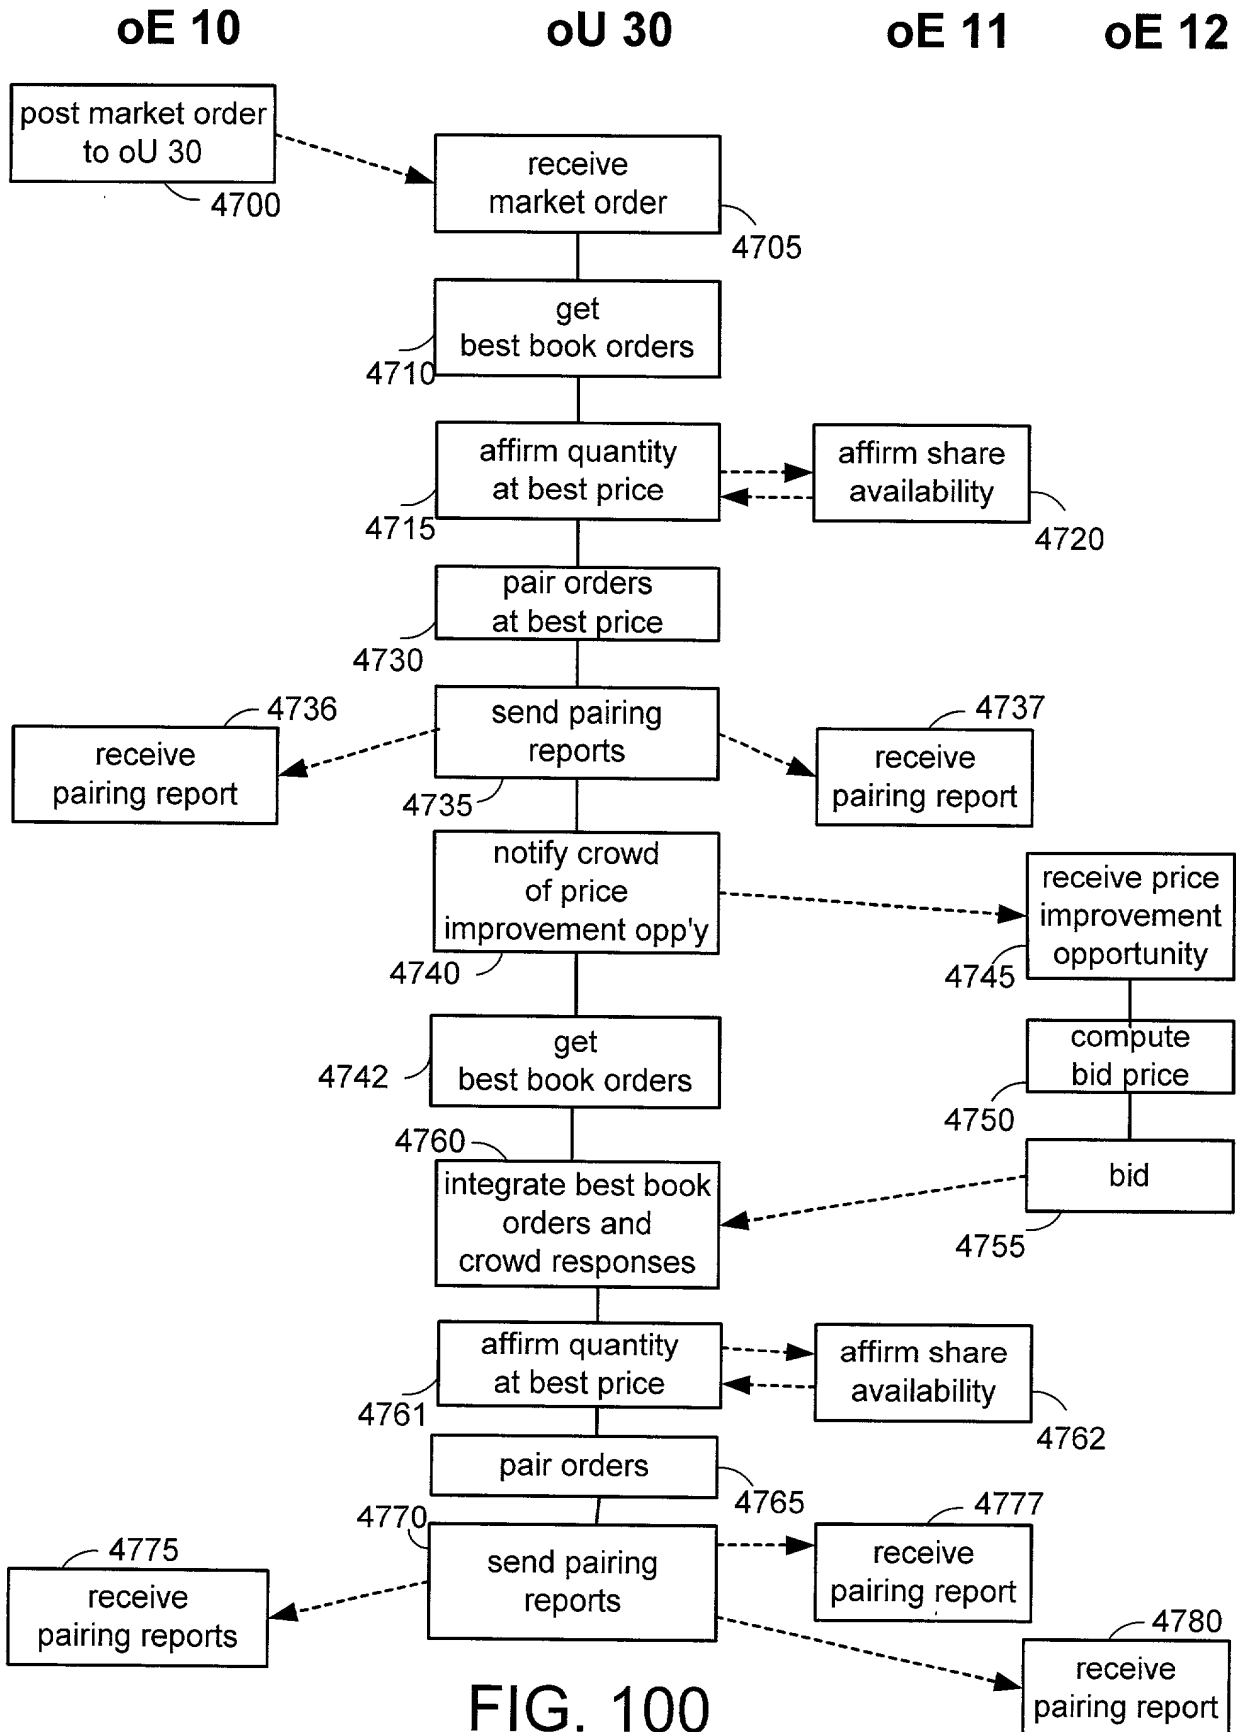 oE 10 oU 30 oE 11 oE 12
post market order
to oU 30
4700
receive
market order
4705
get
best book orders
4710
affirm quantity
at best price
4715
affirm share
availability
4720
pair orders
at best price
4730
send pairing
reports
4735
4736
receive
pairing report
4737
receive
pairing report
notify crowd
of price
improvement opp'y
4740
receive price
improvement
opportunity
4745
get
best book orders
4742
compute
bid price
4750
bid
4755
4760
integrate best book
orders and
crowd responses
affirm quantity
at best price
4761
affirm share
availability
4762
pair orders
4765
4770
send pairing
reports
4775
receive
pairing reports
4777
receive
pairing report
4780
receive
pairing report
FIG. 100